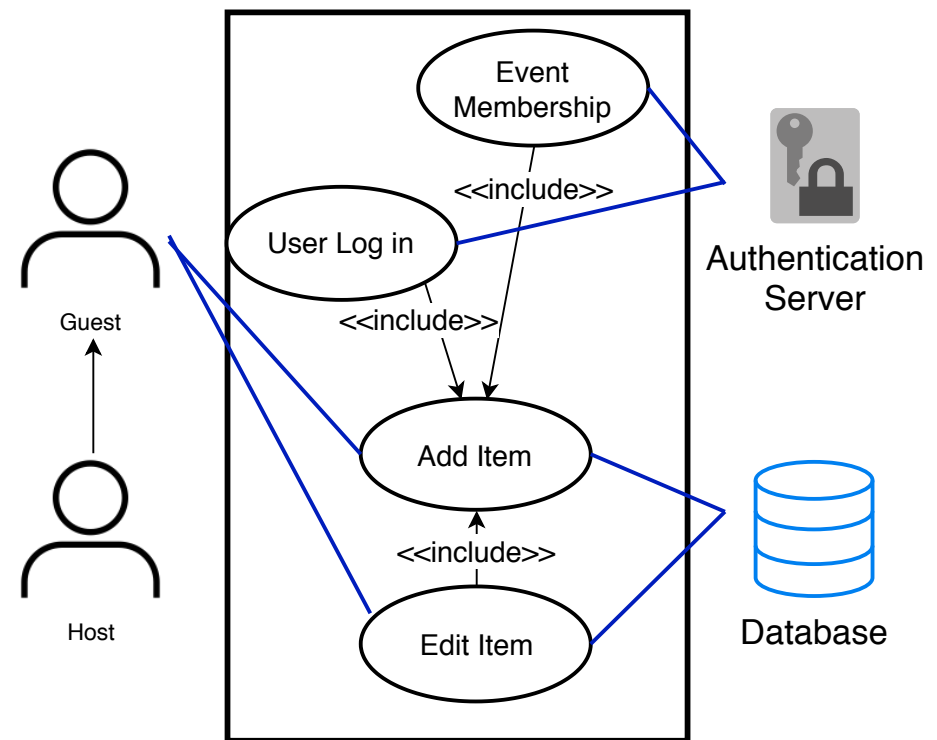 Event
Membership
<<include>>
User Log in
Authentication
Server
Guest
<<include>>
Add Item
<<include>>
Host
Edit Item
Database